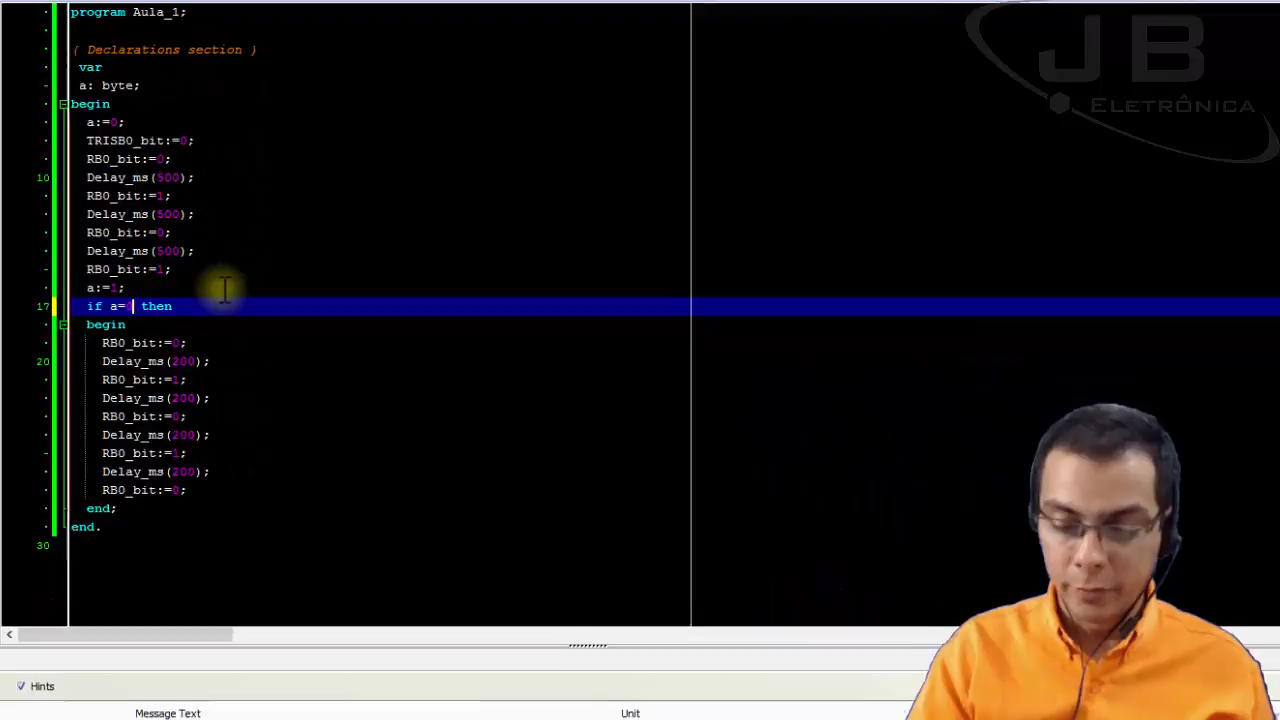 program Aula_1;
{ Declarations section }
var
a: byte;
begin
a:=0;
TRISB0_bit:=0;
RB0_bit:=0;
10 Delay_ms(500);
RB0_bit:=1;
Delay_ms(500);
RB0_bit:=0;
Delay_ms(500);
RB0_bit:=1;
a:=1;
17 if a=0 then
begin
RB0_bit:=0;
20 Delay_ms(200);
RB0_bit:=1;
Delay_ms(200);
RB0_bit:=0;
Delay_ms(200);
RB0_bit:=1;
Delay_ms(200);
RB0_bit:=0;
end;
end.
30
JB
ELETRÔNICA
Hints
Message Text Unit